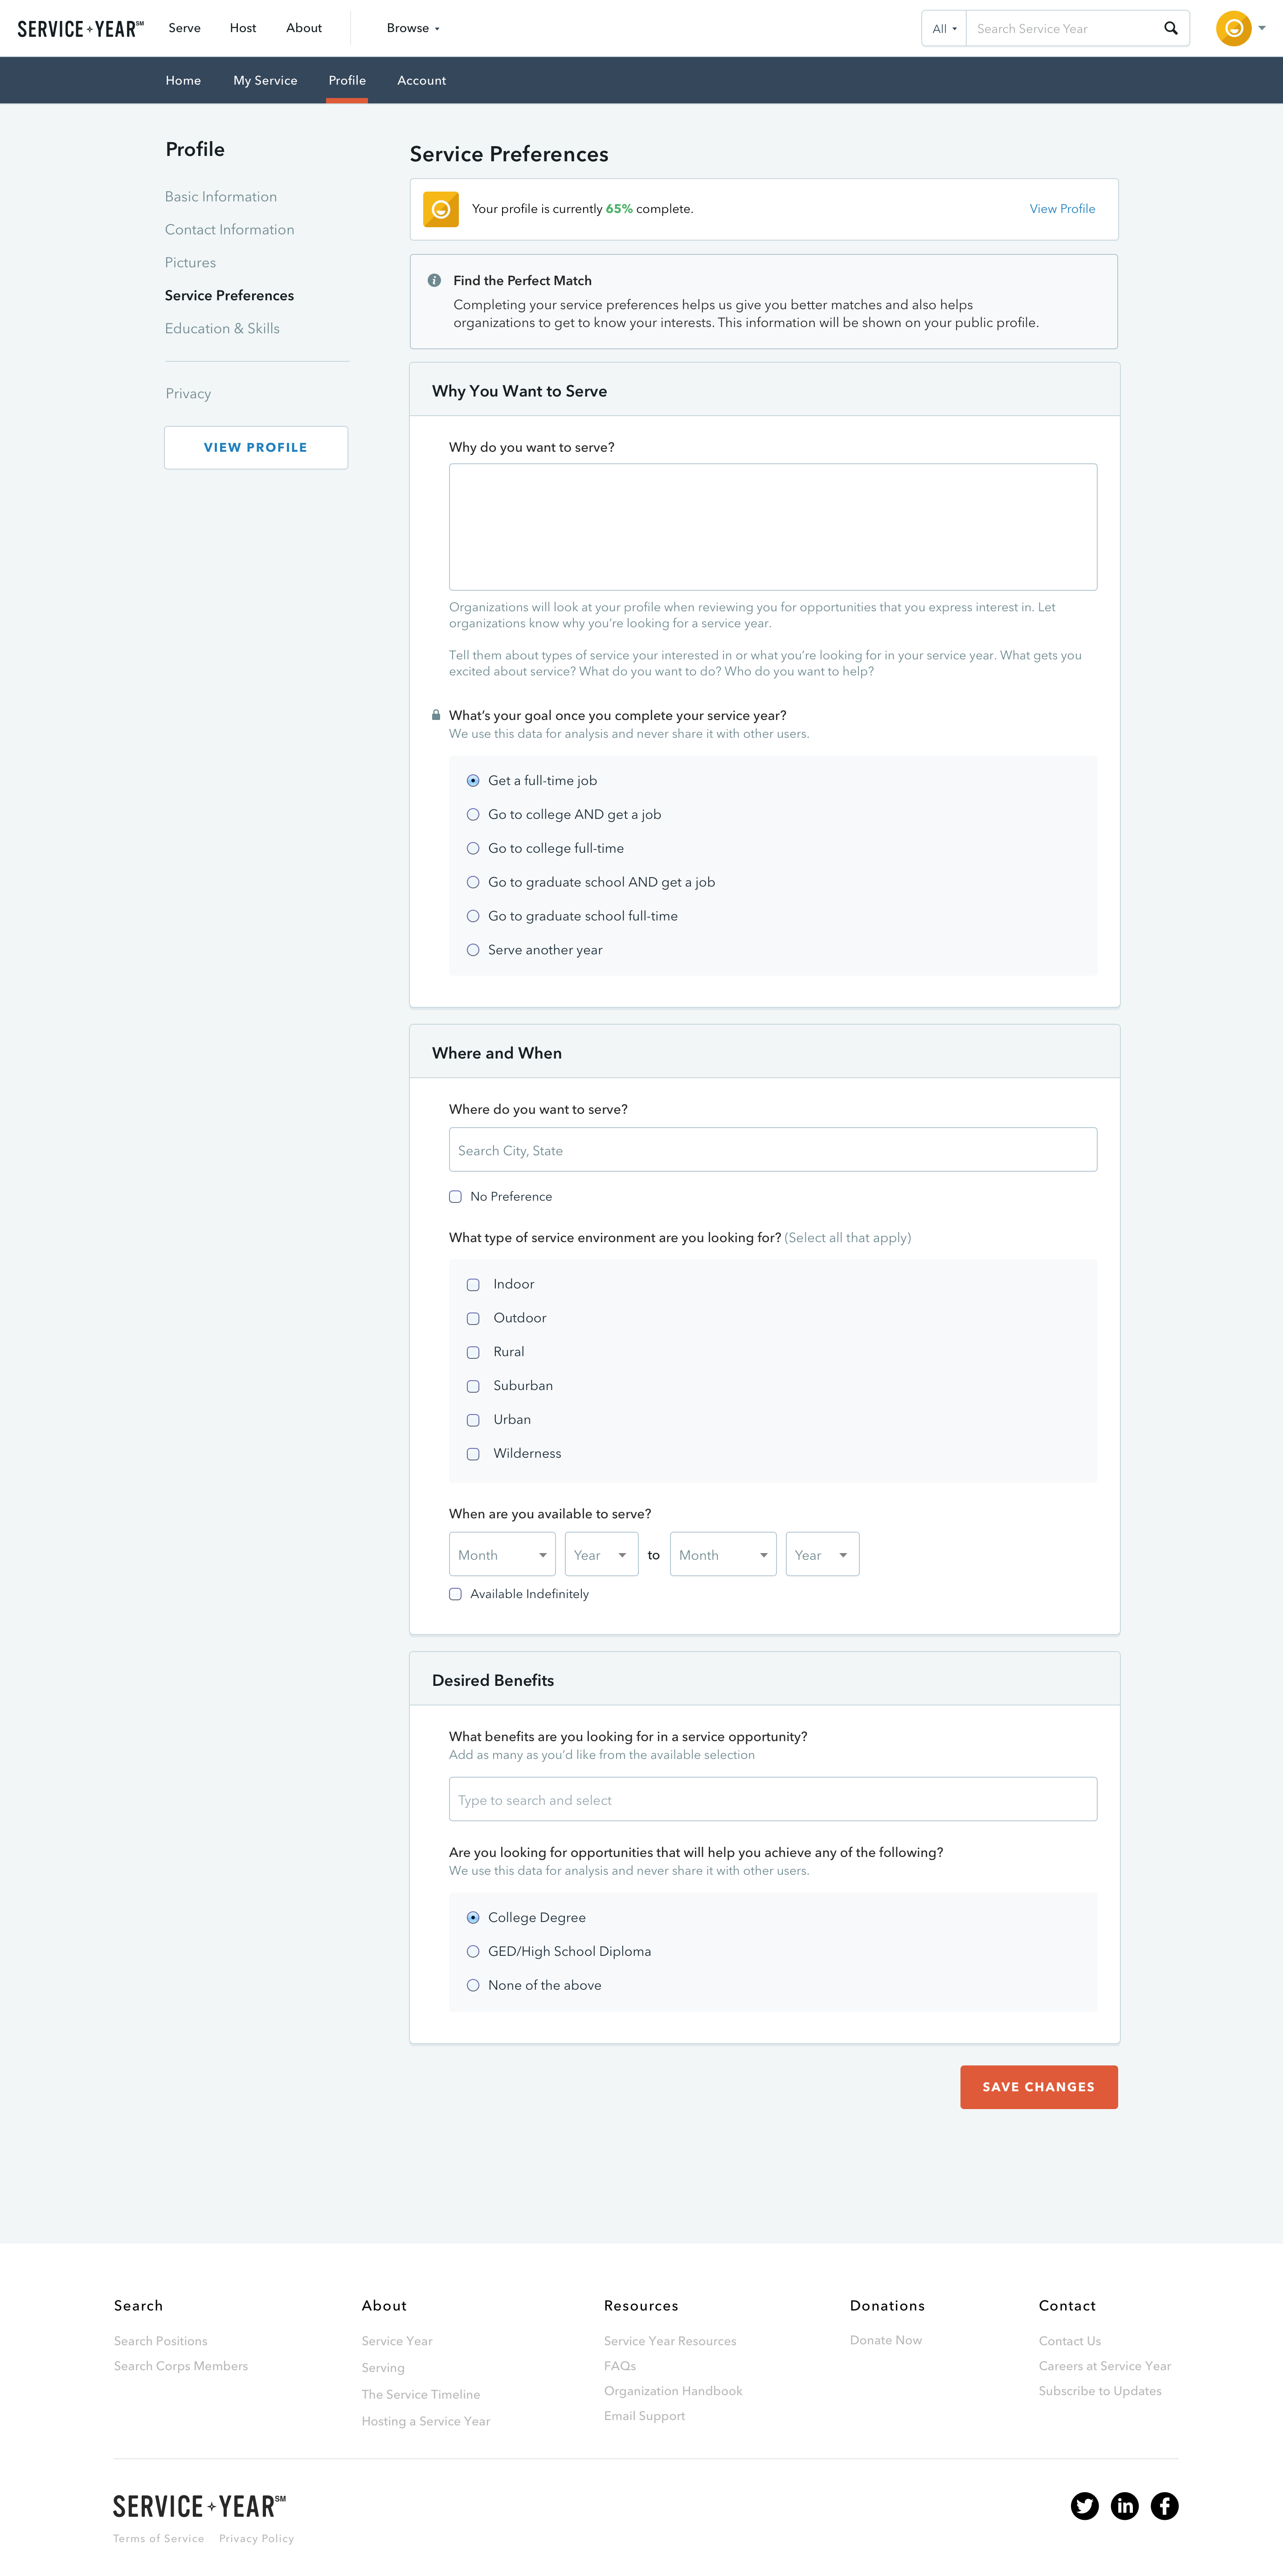 SERVICE YEAR SM
Serve
Host
About
Browse
All
Search Service Year
Home
My Service
Profile
Account
Profile
Basic Information
Contact Information
Pictures
Service Preferences
Education & Skills
Privacy
VIEW PROFILE
Service Preferences
Your profile is currently 65% complete.
View Profile
Find the Perfect Match
Completing your service preferences helps us give you better matches and also helps
organizations to get to know your interests. This information will be shown on your public profile.
Why You Want to Serve
Why do you want to serve?
Organizations will look at your profile when reviewing you for opportunities that you express interest in. Let
organizations know why you're looking for a service year.
Tell them about types of service your interested in or what you're looking for in your service year. What gets you
excited about service? What do you want to do? Who do you want to help?
What's your goal once you complete your service year?
We use this data for analysis and never share it with other users.
Get a full-time job
Go to college AND get a job
Go to college full-time
Go to graduate school AND get a job
Go to graduate school full-time
Serve another year
Where and When
Where do you want to serve?
Search City, State
No Preference
What type of service environment are you looking for? (Select all that apply)
Indoor
Outdoor
Rural
Suburban
Urban
Wilderness
When are you available to serve?
Month
Year
to
Month
Year
Available Indefinitely
Desired Benefits
What benefits are you looking for in a service opportunity?
Add as many as you'd like from the available selection
Type to search and select
Are you looking for opportunities that will help you achieve any of the following?
We use this data for analysis and never share it with other users.
College Degree
GED/High School Diploma
None of the above
SAVE CHANGES
Search
Search Positions
Search Corps Members
About
Service Year
Serving
The Service Timeline
Hosting a Service Year
Resources
Service Year Resources
FAQs
Organization Handbook
Email Support
Donations
Donate Now
Contact
Contact Us
Careers at Service Year
Subscribe to Updates
SERVICE YEAR SM
Terms of Service
Privacy Policy